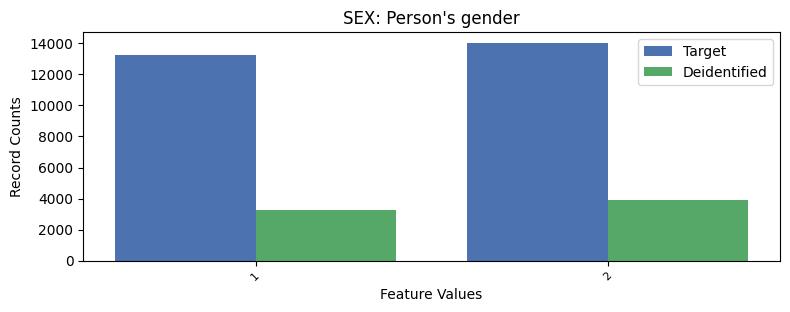 SEX: Person's gender
14000
12000
10000
8000
6000
4000
2000
0
Record Counts
Target
Deidentified
1
2
Feature Values